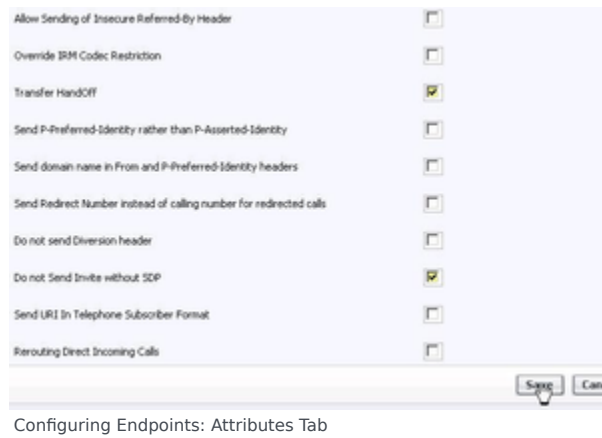 Allow Sending of Insecure Referred-By Header
Override IRM Codec Restriction
Transfer HandOff
Send P-Preferred-Identity rather than P-Asserted-Identity
Send domain name in From and P-Preferred-Identity headers
Send Redirect Number instead of calling number for redirected calls
Do not send Diversion header
Do not Send Invite without SDP
Send URI In Telephone Subscriber Format
Rerouting Direct Incoming Calls
Save Can
Configuring Endpoints: Attributes Tab